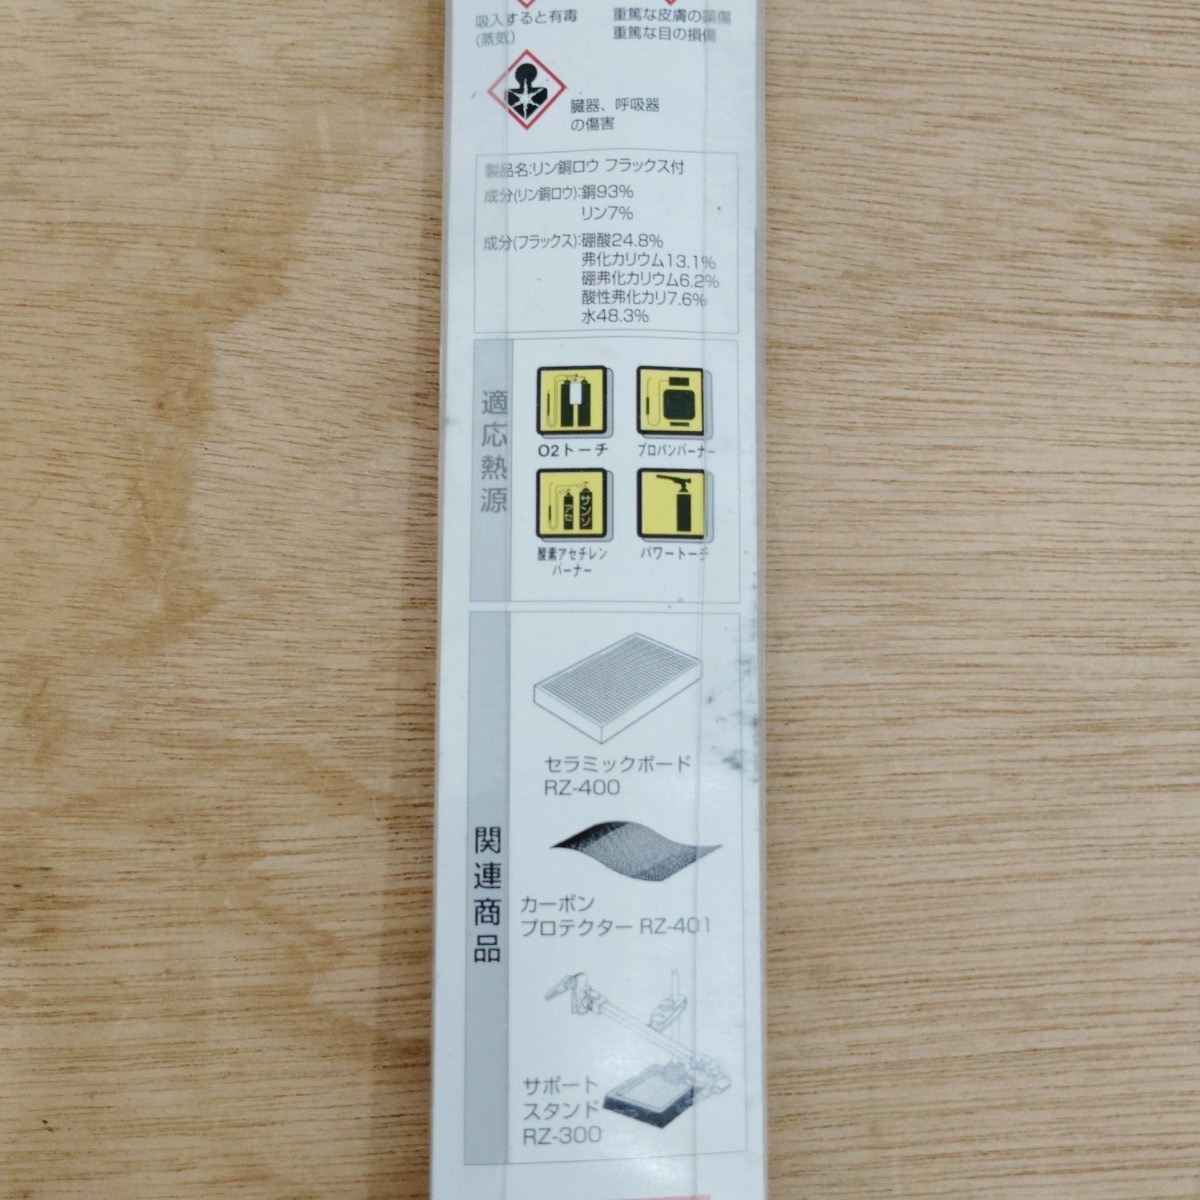 吸入すると有毒
(蒸気)
重篤な皮膚の薬傷
重篤な目の損傷
臓器、呼吸器
の傷害
製品名:リン銅ロウ フラックス付
成分(リン銅ロウ):銅93%
リン7%
成分(フラックス):硼酸24.8%
弗化カリウム13.1%
硼弗化カリウム6.2%
酸性弗化カリ7.6%
水48.3%
適応熱源
O2トーチ
プロパンバーナー
アセ
サンソ
酸素アセチレン
バーナー
パワートーチ
関連商品
セラミックボード
RZ-400
カーボン
プロテクター RZ-401
サポート
スタンド
RZ-300